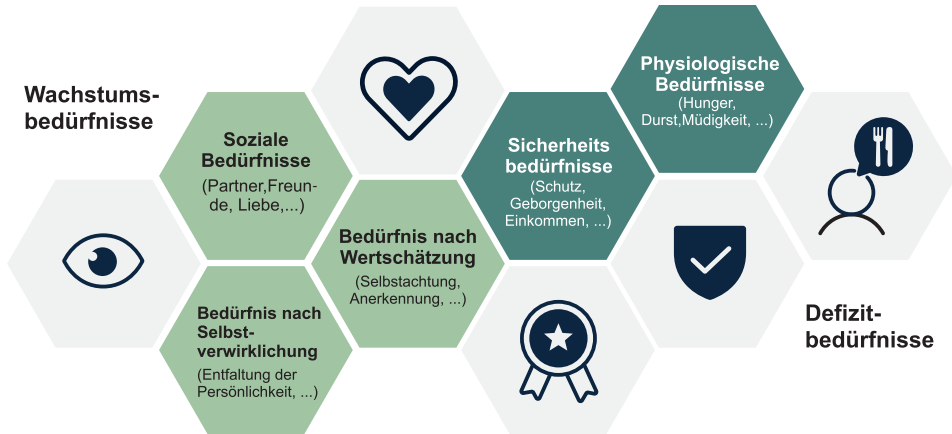 Wachstums-
bedürfnisse
Soziale
Bedürfnisse
(Partner,Freun-
de, Liebe,...)
Bedürfnis nach
Selbst-
verwirklichung
(Entfaltung der
Persönlichkeit, ...)
Bedürfnis nach
Wertschätzung
(Selbstachtung,
Anerkennung, ...)
Sicherheits
bedürfnisse
(Schutz,
Geborgenheit,
Einkommen, ...)
Physiologische
Bedürfnisse
(Hunger,
Durst,Müdigkeit, ...)
Defizit-
bedürfnisse